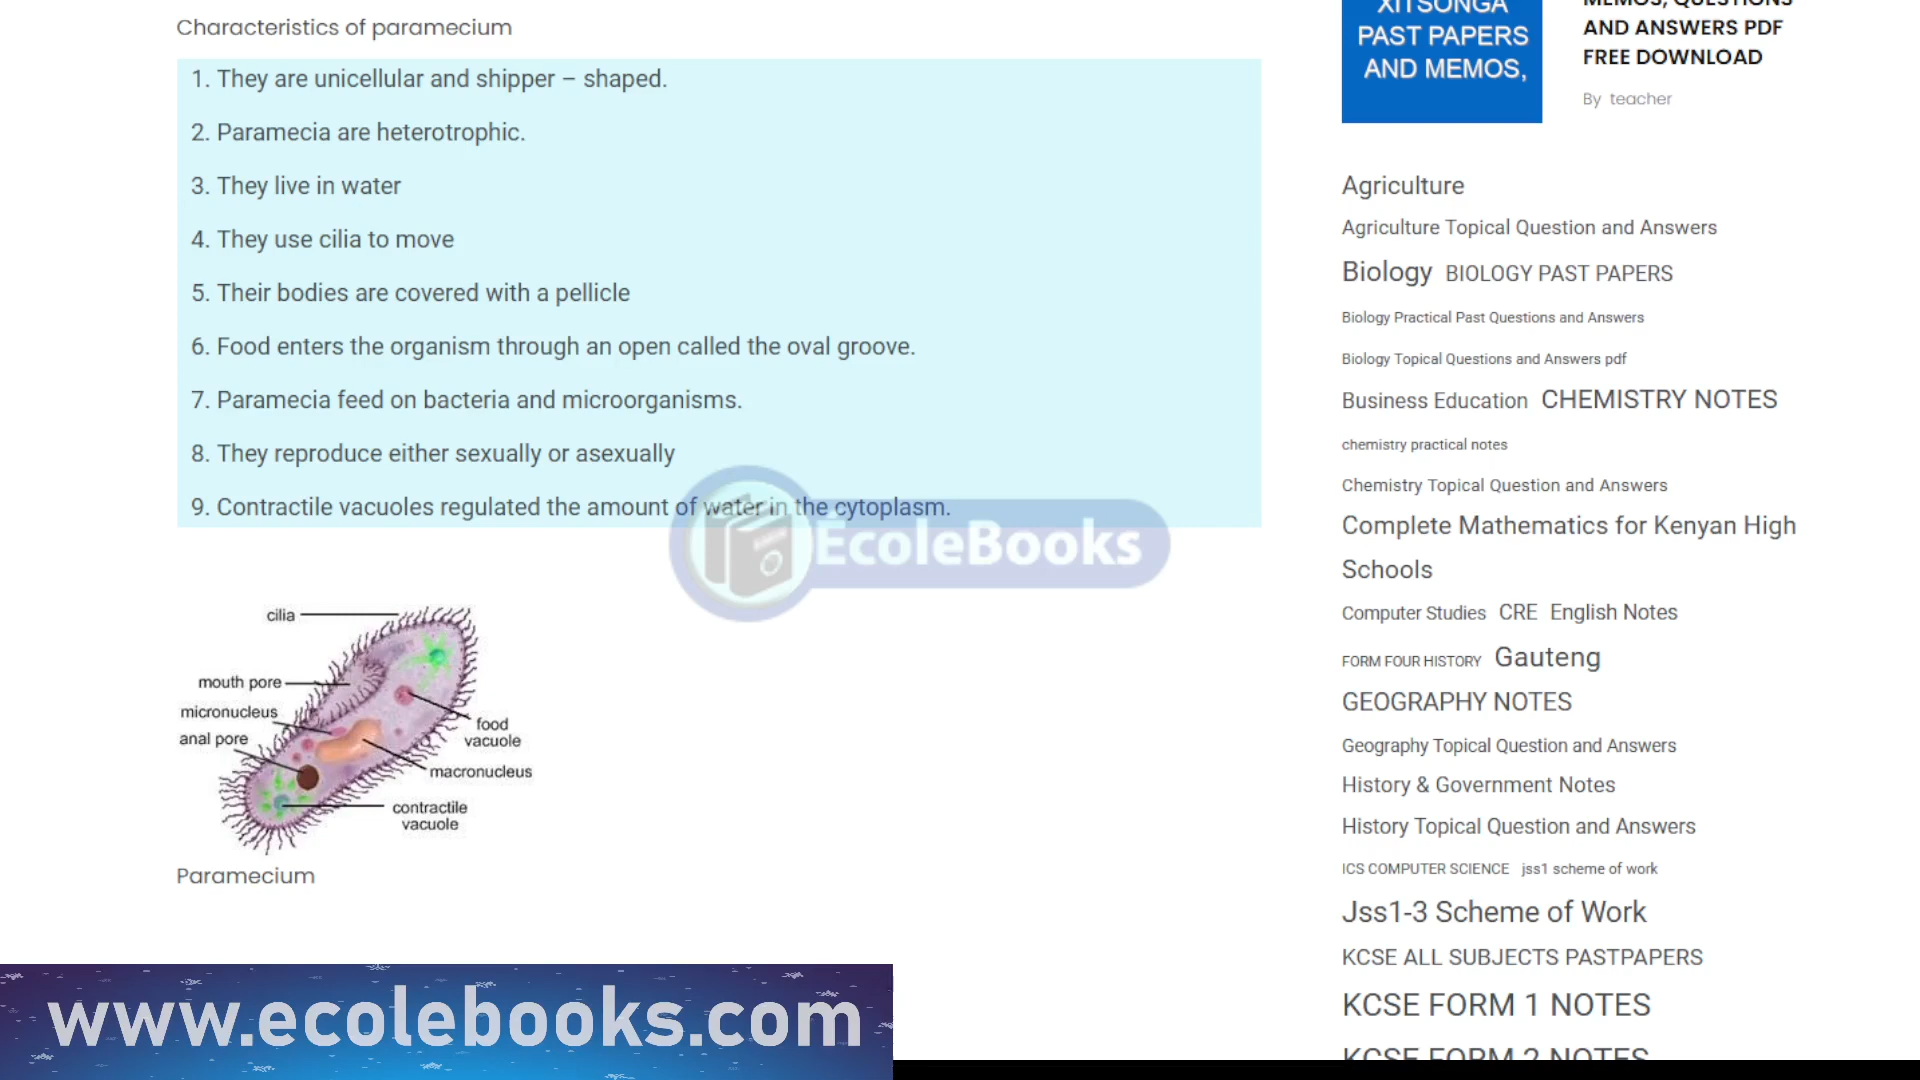 Characteristics of paramecium
1. They are unicellular and shipper – shaped.
2. Paramecia are heterotrophic.
3. They live in water
4. They use cilia to move
5. Their bodies are covered with a pellicle
6. Food enters the organism through an open called the oval groove.
7. Paramecia feed on bacteria and microorganisms.
8. They reproduce either sexually or asexually
9. Contractile vacuoles regulated the amount of water in the cytoplasm.
ÉcoleBooks
cilia
mouth pore
micronucleus
anal pore
food
vacuole
macronucleus
contractile
vacuole
Paramecium
www.ecolebooks.com
XITSONGA
PAST PAPERS
AND MEMOS,
MEMOS, QUESTIONS
AND ANSWERS PDF
FREE DOWNLOAD
By teacher
Agriculture
Agriculture Topical Question and Answers
Biology BIOLOGY PAST PAPERS
Biology Practical Past Questions and Answers
Biology Topical Questions and Answers pdf
Business Education CHEMISTRY NOTES
chemistry practical notes
Chemistry Topical Question and Answers
Complete Mathematics for Kenyan High
Schools
Computer Studies CRE English Notes
FORM FOUR HISTORY Gauteng
GEOGRAPHY NOTES
Geography Topical Question and Answers
History & Government Notes
History Topical Question and Answers
ICS COMPUTER SCIENCE jss1 scheme of work
Jss1-3 Scheme of Work
KCSE ALL SUBJECTS PASTPAPERS
KCSE FORM 1 NOTES
KCSE FORM 2 NOTES